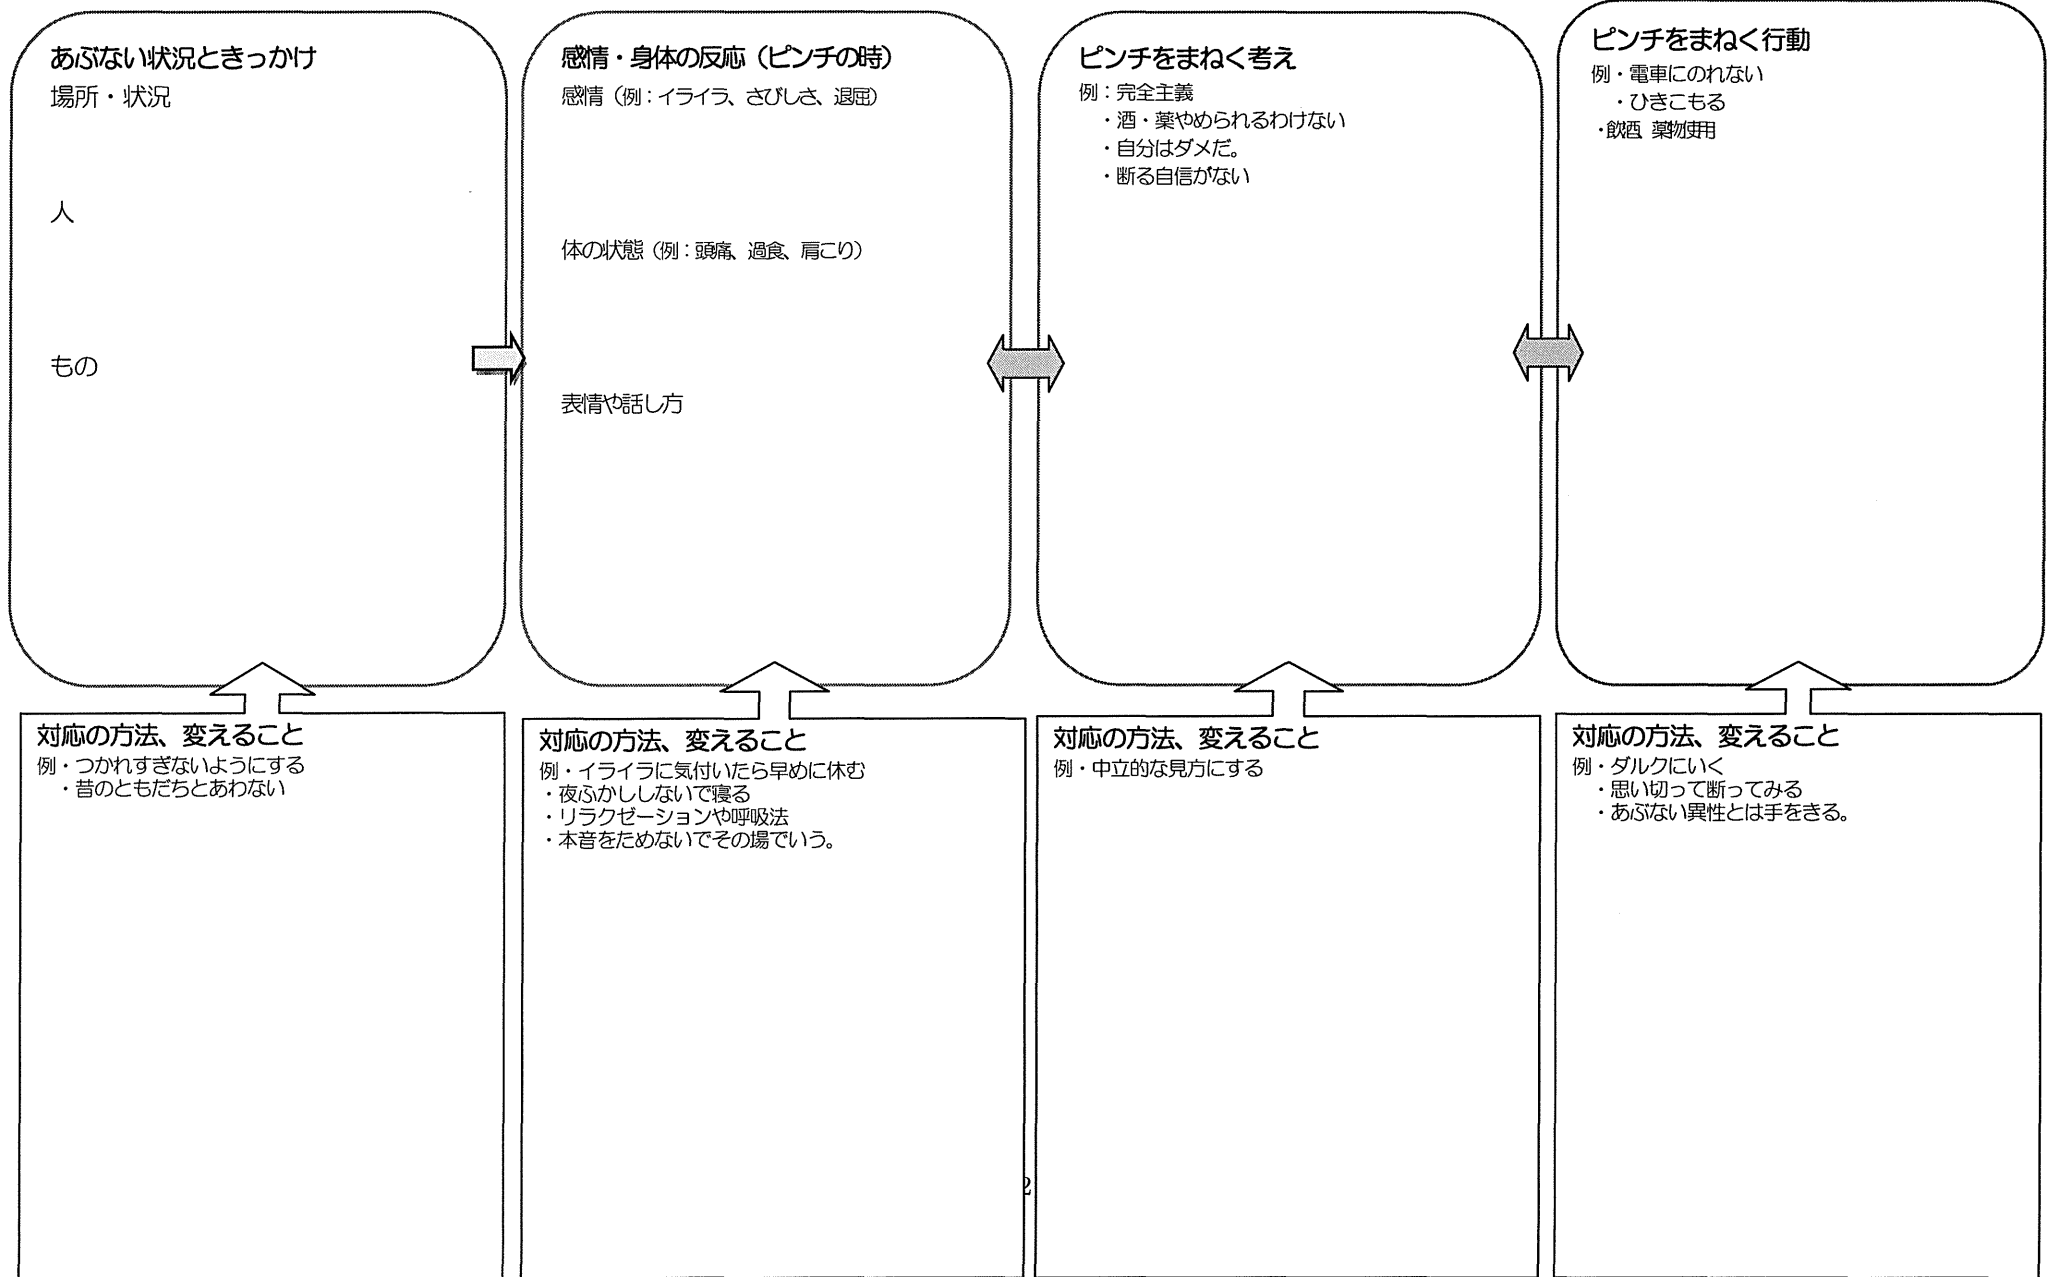 あぶない状況ときっかけ
場所・状況
人
もの
感情・身体の反応（ピンチの時）
感情（例：イライラ、さびしさ、退屈）
体の状態（例：頭痛、過食、肩こり）
表情や話し方
ピンチをまねく考え
例：完全主義
・酒・薬やめられるわけない
・自分はダメだ。
・断る自信がない
ピンチをまねく行動
例・電車にのれない
・ひきこもる
・飲酒、薬物使用
対応の方法、変えること
例・つかれすぎないようにする
・昔のともだちとあわない
対応の方法、変えること
例・イライラに気付いたら早めに休む
・夜ふかししないで寝る
・リラクゼーションや呼吸法
・本音をためないでその場でいう。
対応の方法、変えること
例・中立的な見方にする
対応の方法、変えること
例・ダルクにいく
・思い切って断ってみる
・あぶない異性とは手をきる。
2